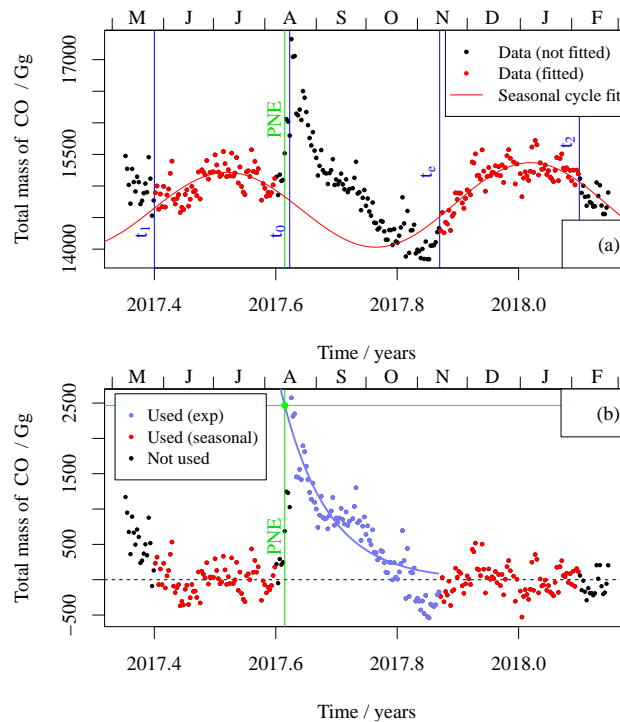 M J J A S O N D J F
Total mass of CO / Gg
17000
15500
14000
Data (not fitted)
Data (fitted)
Seasonal cycle fit
PNE
t1
t0
te
t2
(a)
2017.4 2017.6 2017.8 2018.0
Time / years
M J J A S O N D J F
Total mass of CO / Gg
2500
1500
500
−500
Used (exp)
Used (seasonal)
Not used
PNE
(b)
2017.4 2017.6 2017.8 2018.0
Time / years